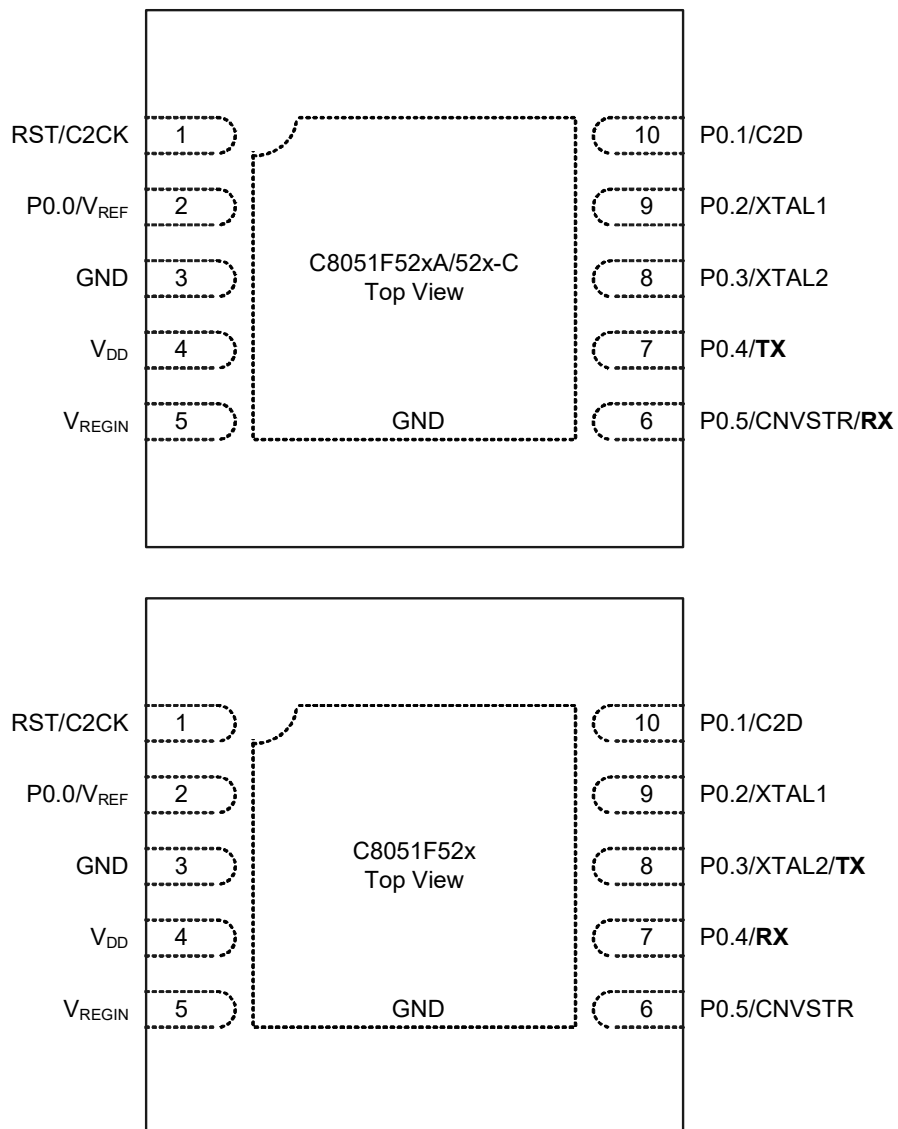 RST/C2CK 1 10 P0.1/C2D
P0.0/VREF 2 9 P0.2/XTAL1
GND 3 8 P0.3/XTAL2
C8051F52xA/52x-C
Top View
VDD 4 7 P0.4/TX
VREGIN 5 GND 6 P0.5/CNVSTR/RX
RST/C2CK 1 10 P0.1/C2D
P0.0/VREF 2 9 P0.2/XTAL1
GND 3 8 P0.3/XTAL2/TX
C8051F52x
Top View
VDD 4 7 P0.4/RX
VREGIN 5 GND 6 P0.5/CNVSTR